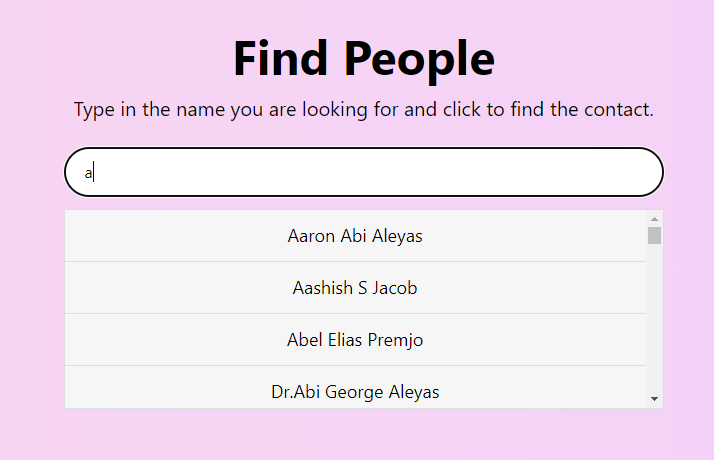 Find People
Type in the name you are looking for and click to find the contact.
a
Aaron Abi Aleyas
Aashish S Jacob
Abel Elias Premjo
Dr.Abi George Aleyas